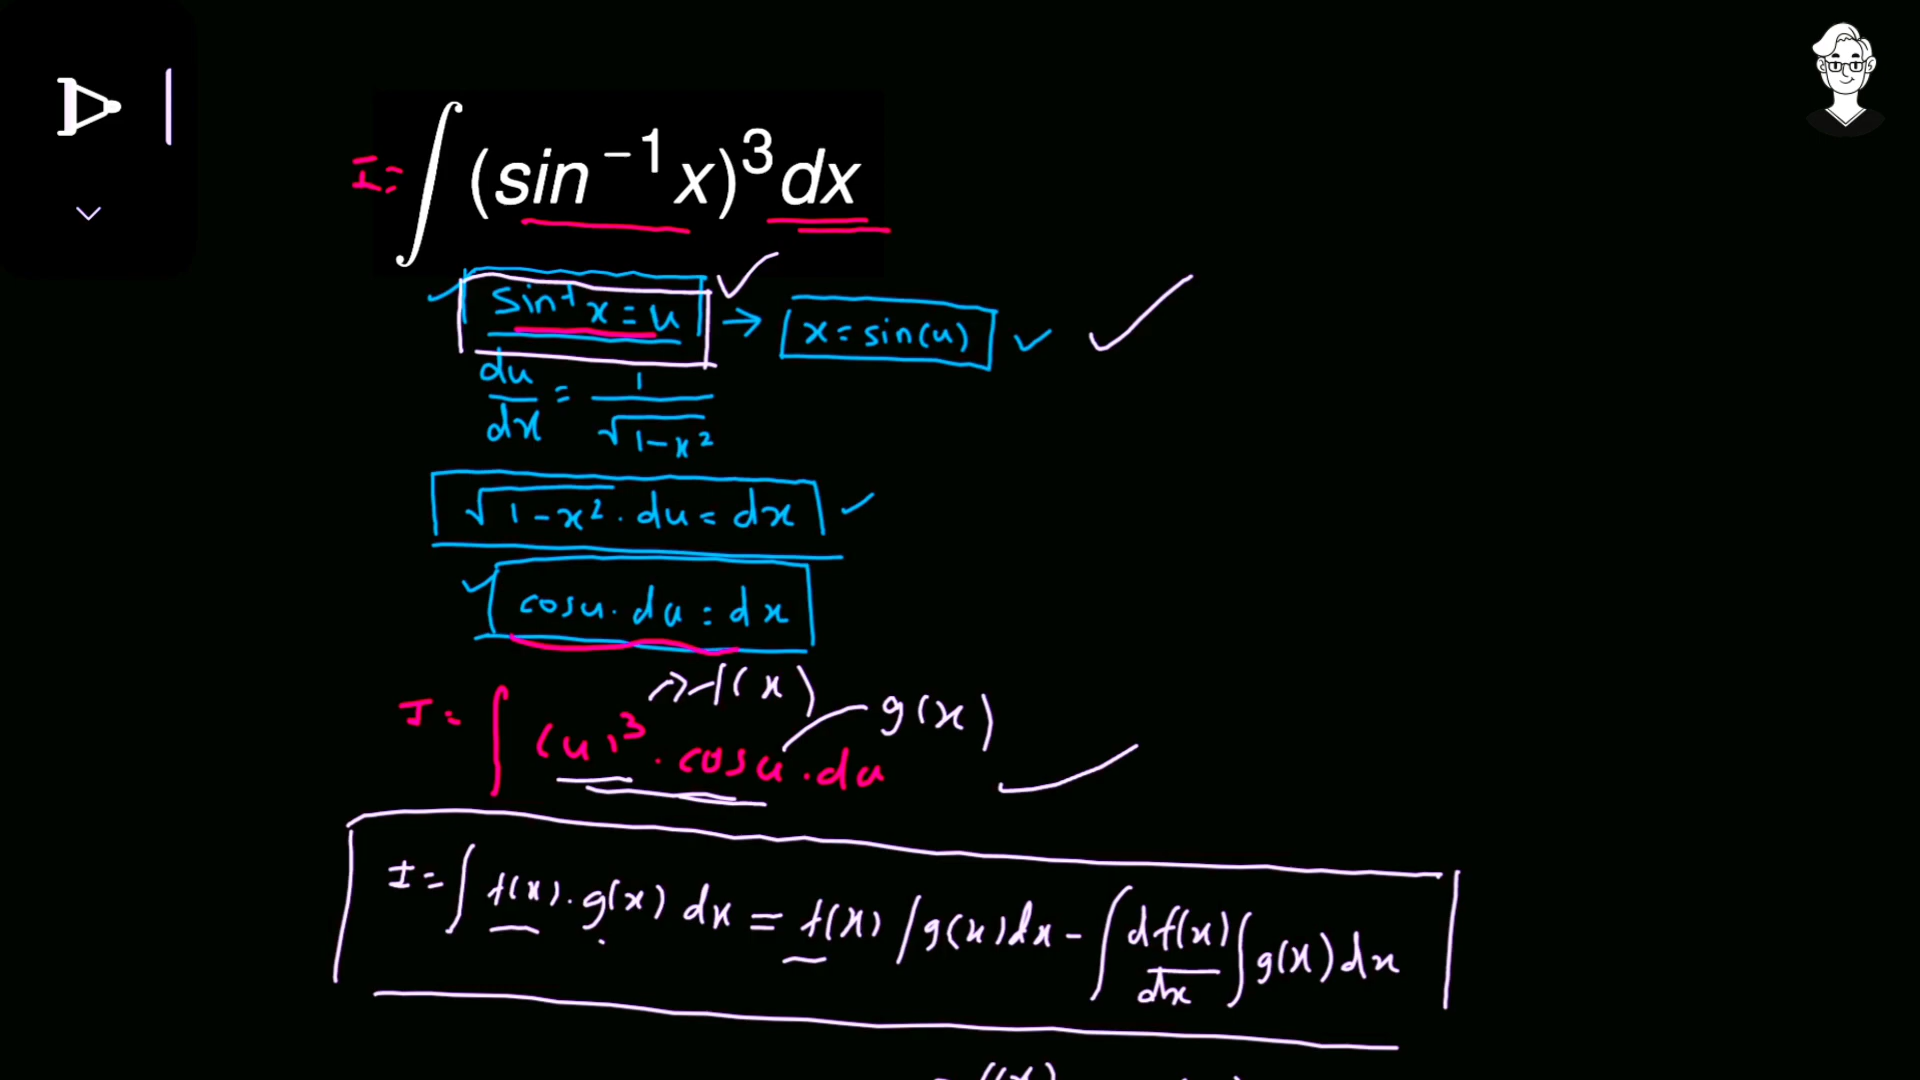 I = ∫ (sin⁻¹x)³dx
sin⁻¹x = u → x = sin(u)
du/dx = 1/√(1-x²)
√(1-x²) . du = dx
cosu . du = dx
f(x) g(x)
I = ∫ (u)³ . cosu . du
I = ∫ f(x) . g(x) dx = f(x) ∫ g(x)dx - ∫ df(x)/dx ∫ g(x) dx